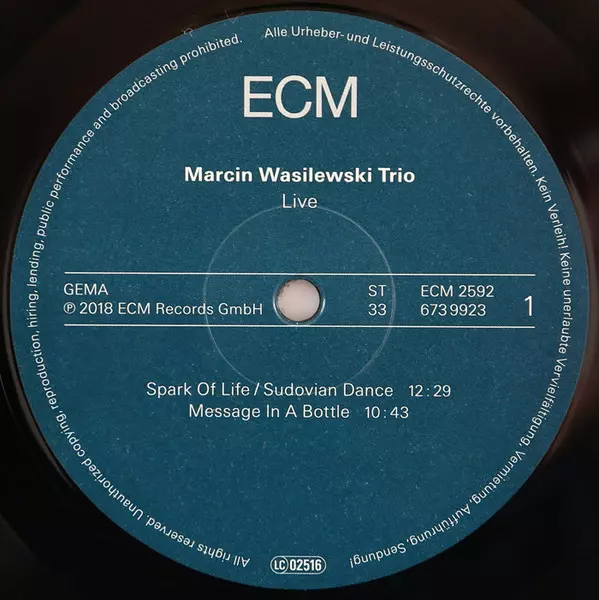 ECM
Marcin Wasilewski Trio
Live
GEMA
ST
ECM 2592
℗ 2018 ECM Records GmbH
33
673 9923
1
Spark Of Life / Sudovian Dance 12 : 29
Message In A Bottle 10 : 43
LC 02516
Alle Urheber- und Leistungsschutzrechte vorbehalten. Kein Verleih! Keine unerlaubte Vervielfältigung, Vermietung, Aufführung, Sendung!
All rights reserved. Unauthorized copying, reproduction, hiring, lending, public performance and broadcasting prohibited.